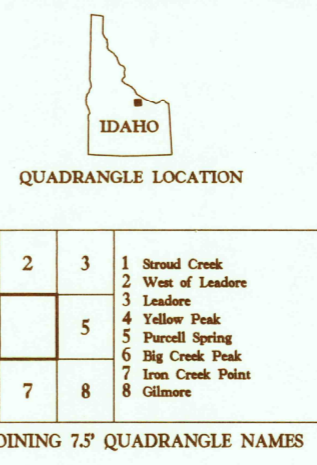 IDAHO
QUADRANGLE LOCATION
2 3
5
7 8
1 Stroud Creek
2 West of Leadore
3 Leadore
4 Yellow Peak
5 Purcell Spring
6 Big Creek Peak
7 Iron Creek Point
8 Gilmore
OINING 7.5' QUADRANGLE NAMES